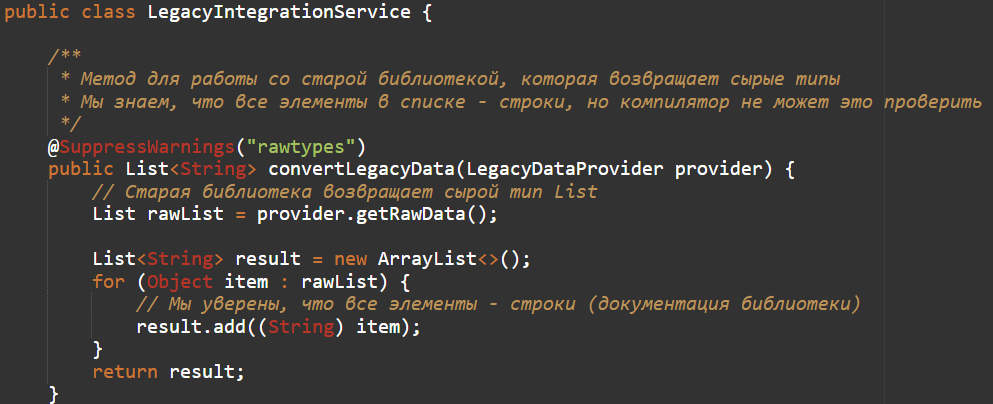 public class LegacyIntegrationService {
/**
* Метод для работы со старой библиотекой, которая возвращает сырые типы
* Мы знаем, что все элементы в списке - строки, но компилятор не может это проверить
*/
@SuppressWarnings("rawtypes")
public List<String> convertLegacyData(LegacyDataProvider provider) {
// Старая библиотека возвращает сырой тип List
List rawList = provider.getRawData();
List<String> result = new ArrayList<>();
for (Object item : rawList) {
// Мы уверены, что все элементы - строки (документация библиотеки)
result.add((String) item);
}
return result;
}